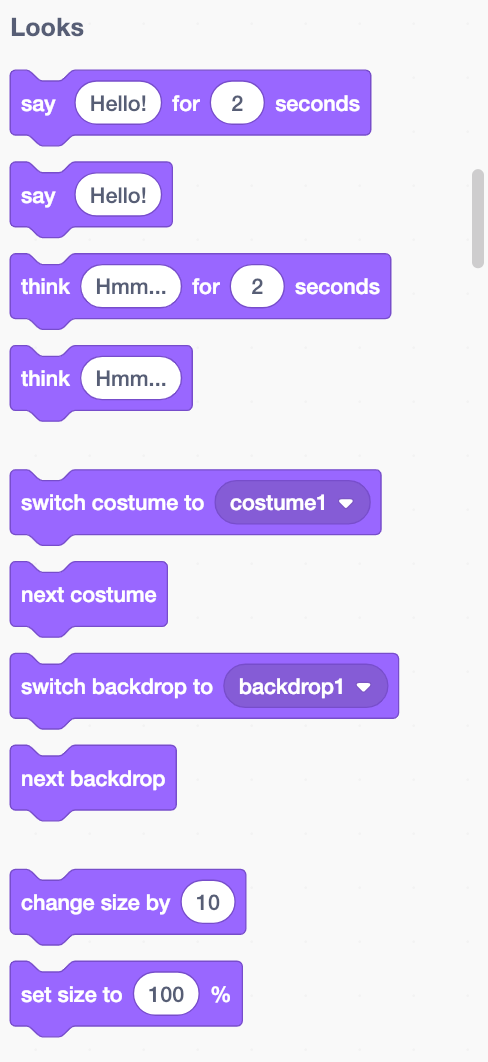 Looks
say Hello! for 2 seconds
say Hello!
think Hmm... for 2 seconds
think Hmm...
switch costume to costume1
next costume
switch backdrop to backdrop1
next backdrop
change size by 10
set size to 100 %